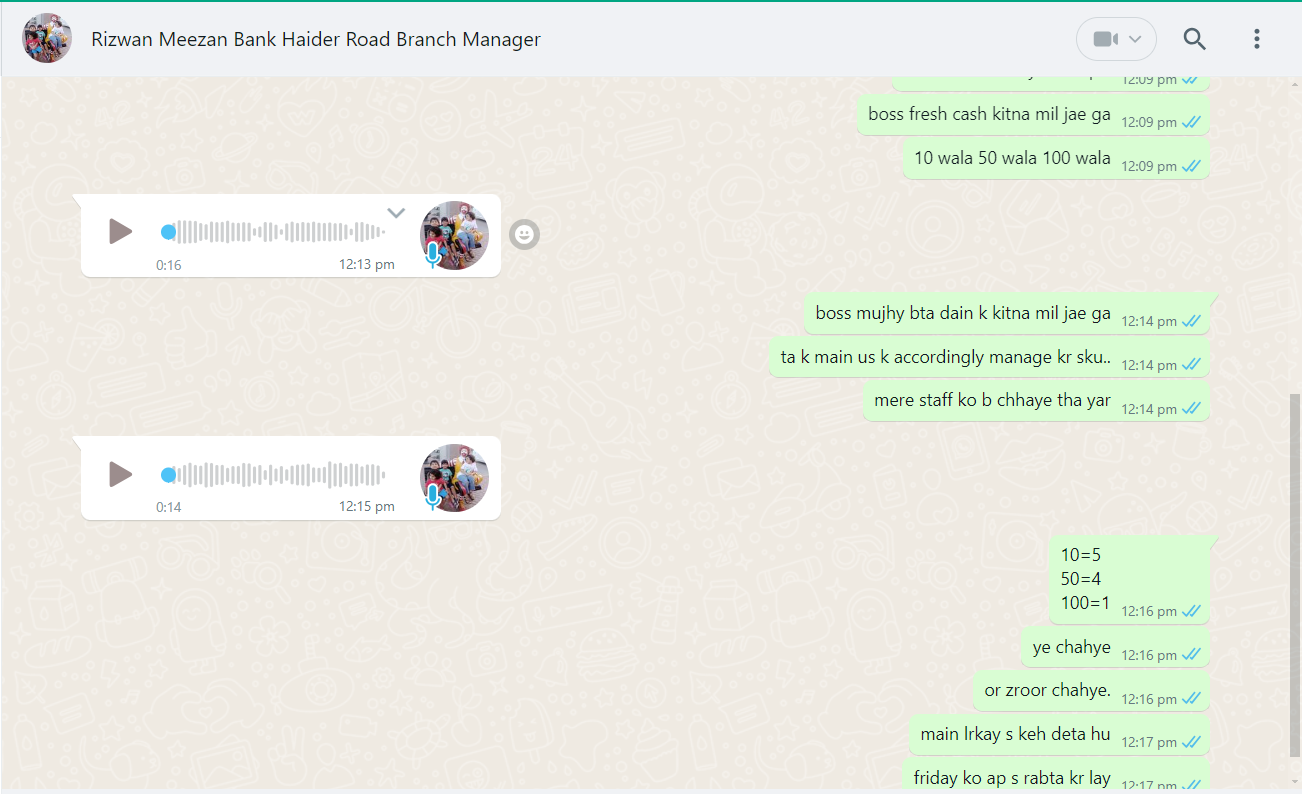 Rizwan Meezan Bank Haider Road Branch Manager
12:09 pm
boss fresh cash kitna mil jae ga 12:09 pm
10 wala 50 wala 100 wala 12:09 pm
0:16 12:13 pm
boss mujhy bta dain k kitna mil jae ga 12:14 pm
ta k main us k accordingly manage kr sku.. 12:14 pm
mere staff ko b chhaye tha yar 12:14 pm
0:14 12:15 pm
10=5
50=4
100=1 12:16 pm
ye chahye 12:16 pm
or zroor chahye. 12:16 pm
main lrkay s keh deta hu 12:17 pm
friday ko ap s rabta kr lay 12:17 pm